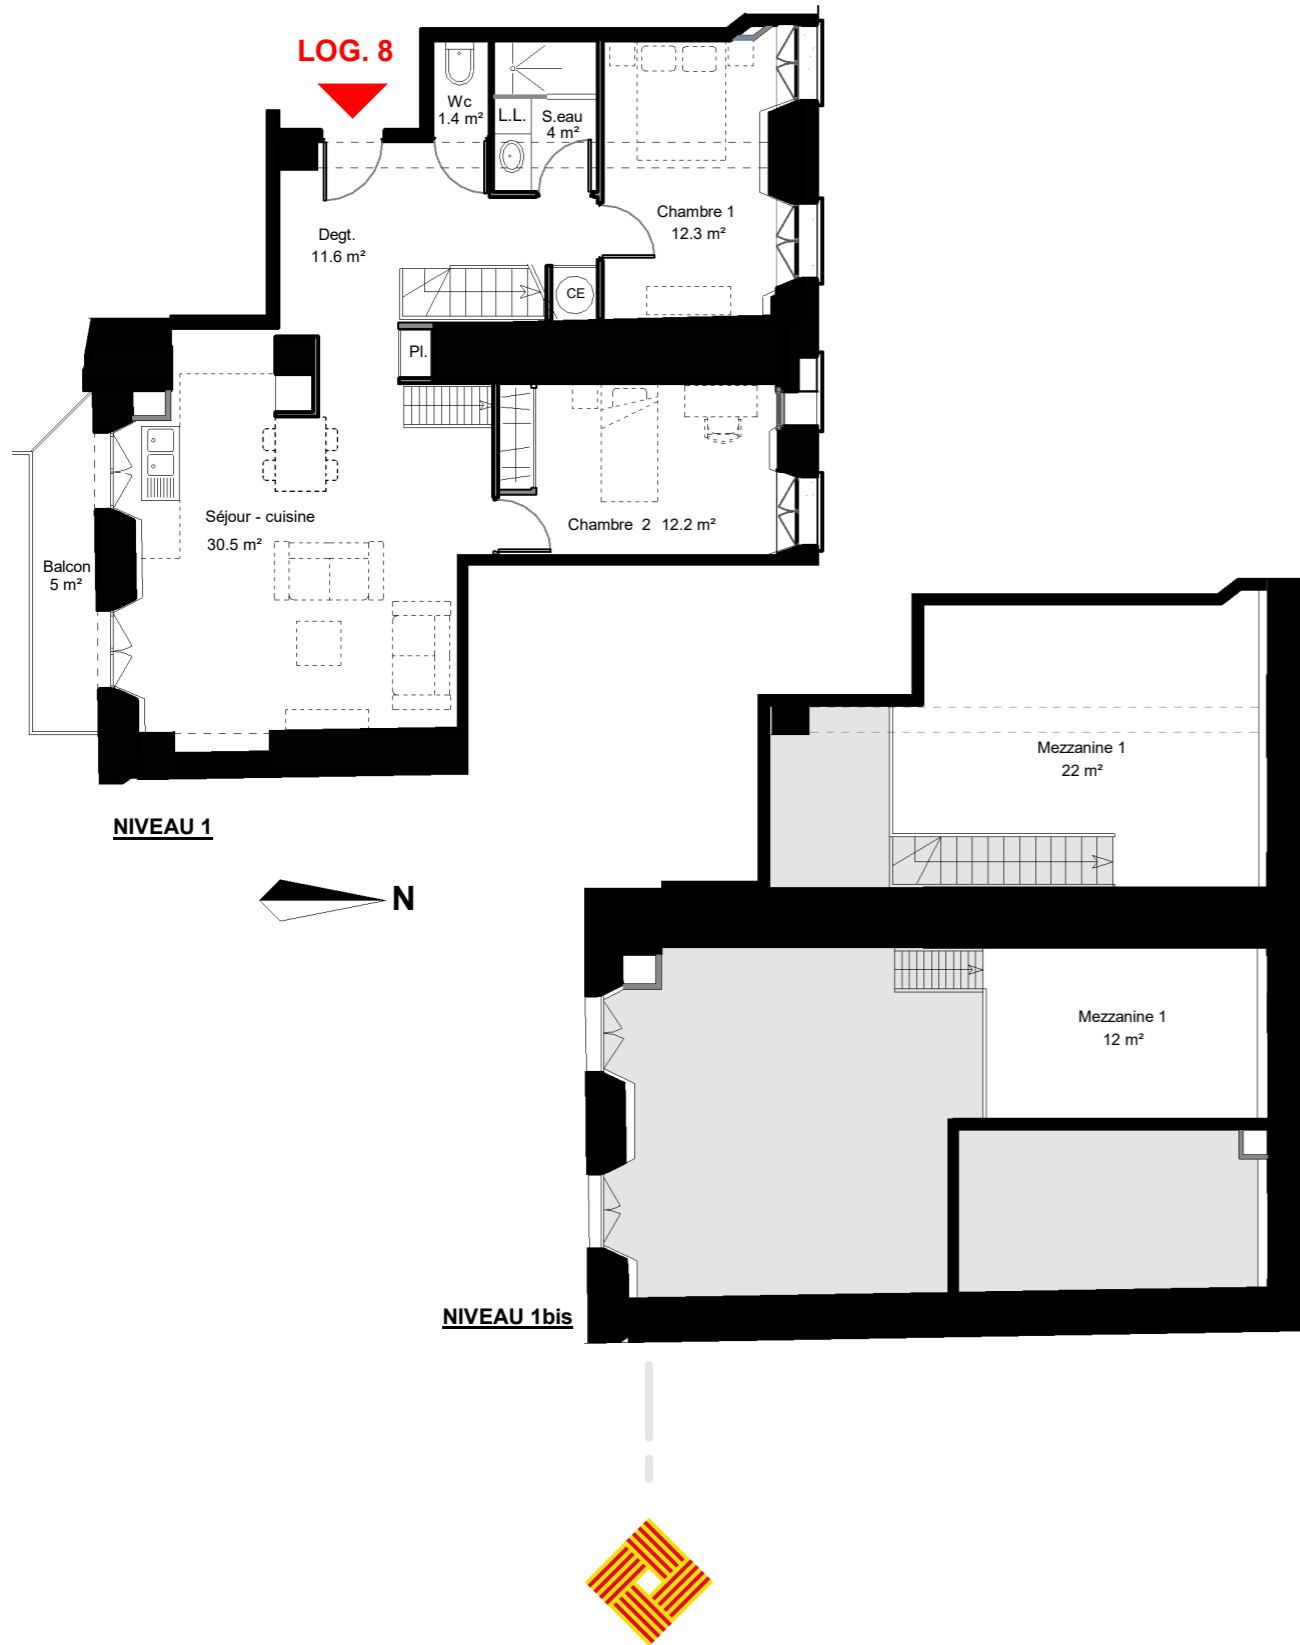 LOG. 8
Wc
1.4 m²
L.L.
S.eau
4 m²
Chambre 1
12.3 m²
Degt.
11.6 m²
CE
Pl.
Séjour - cuisine
30.5 m²
Chambre 2 12.2 m²
Balcon
5 m²
NIVEAU 1
N
Mezzanine 1
22 m²
Mezzanine 1
12 m²
NIVEAU 1bis